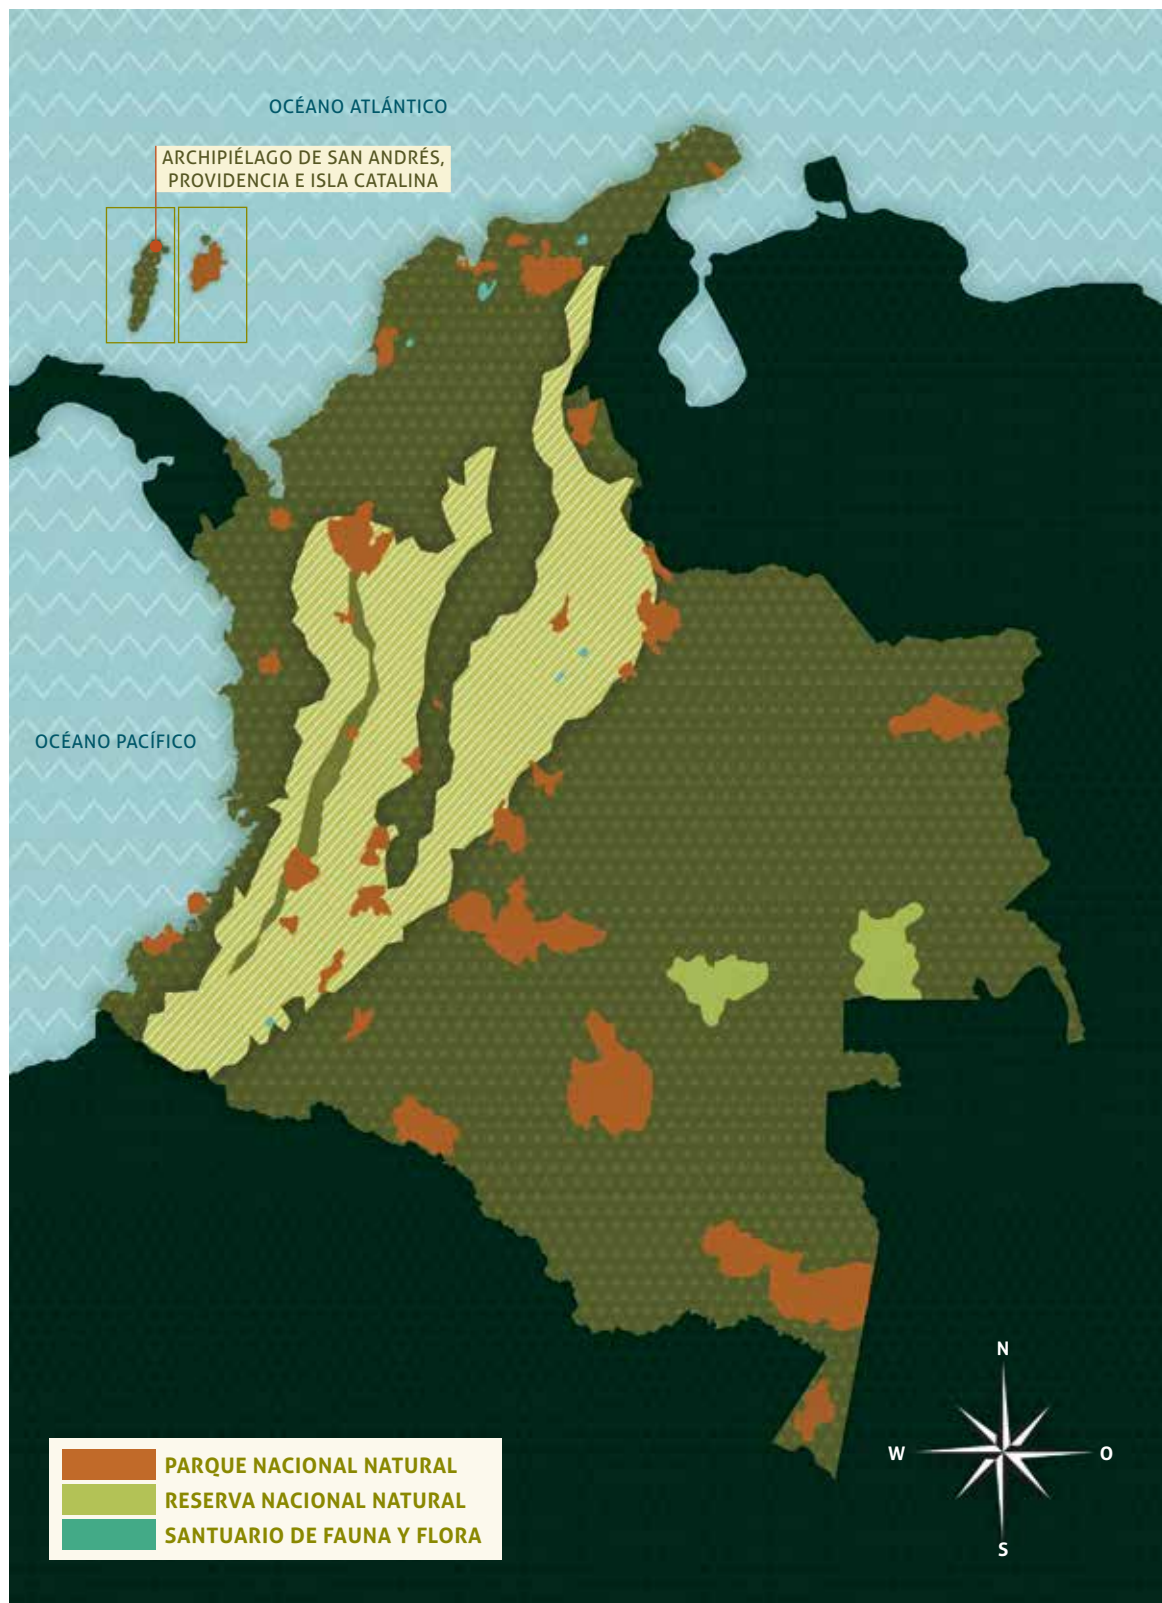 OCÉANO ATLÁNTICO
ARCHIPIÉLAGO DE SAN ANDRÉS,
PROVIDENCIA E ISLA CATALINA
OCÉANO PACÍFICO
N
W
O
S
PARQUE NACIONAL NATURAL
RESERVA NACIONAL NATURAL
SANTUARIO DE FAUNA Y FLORA